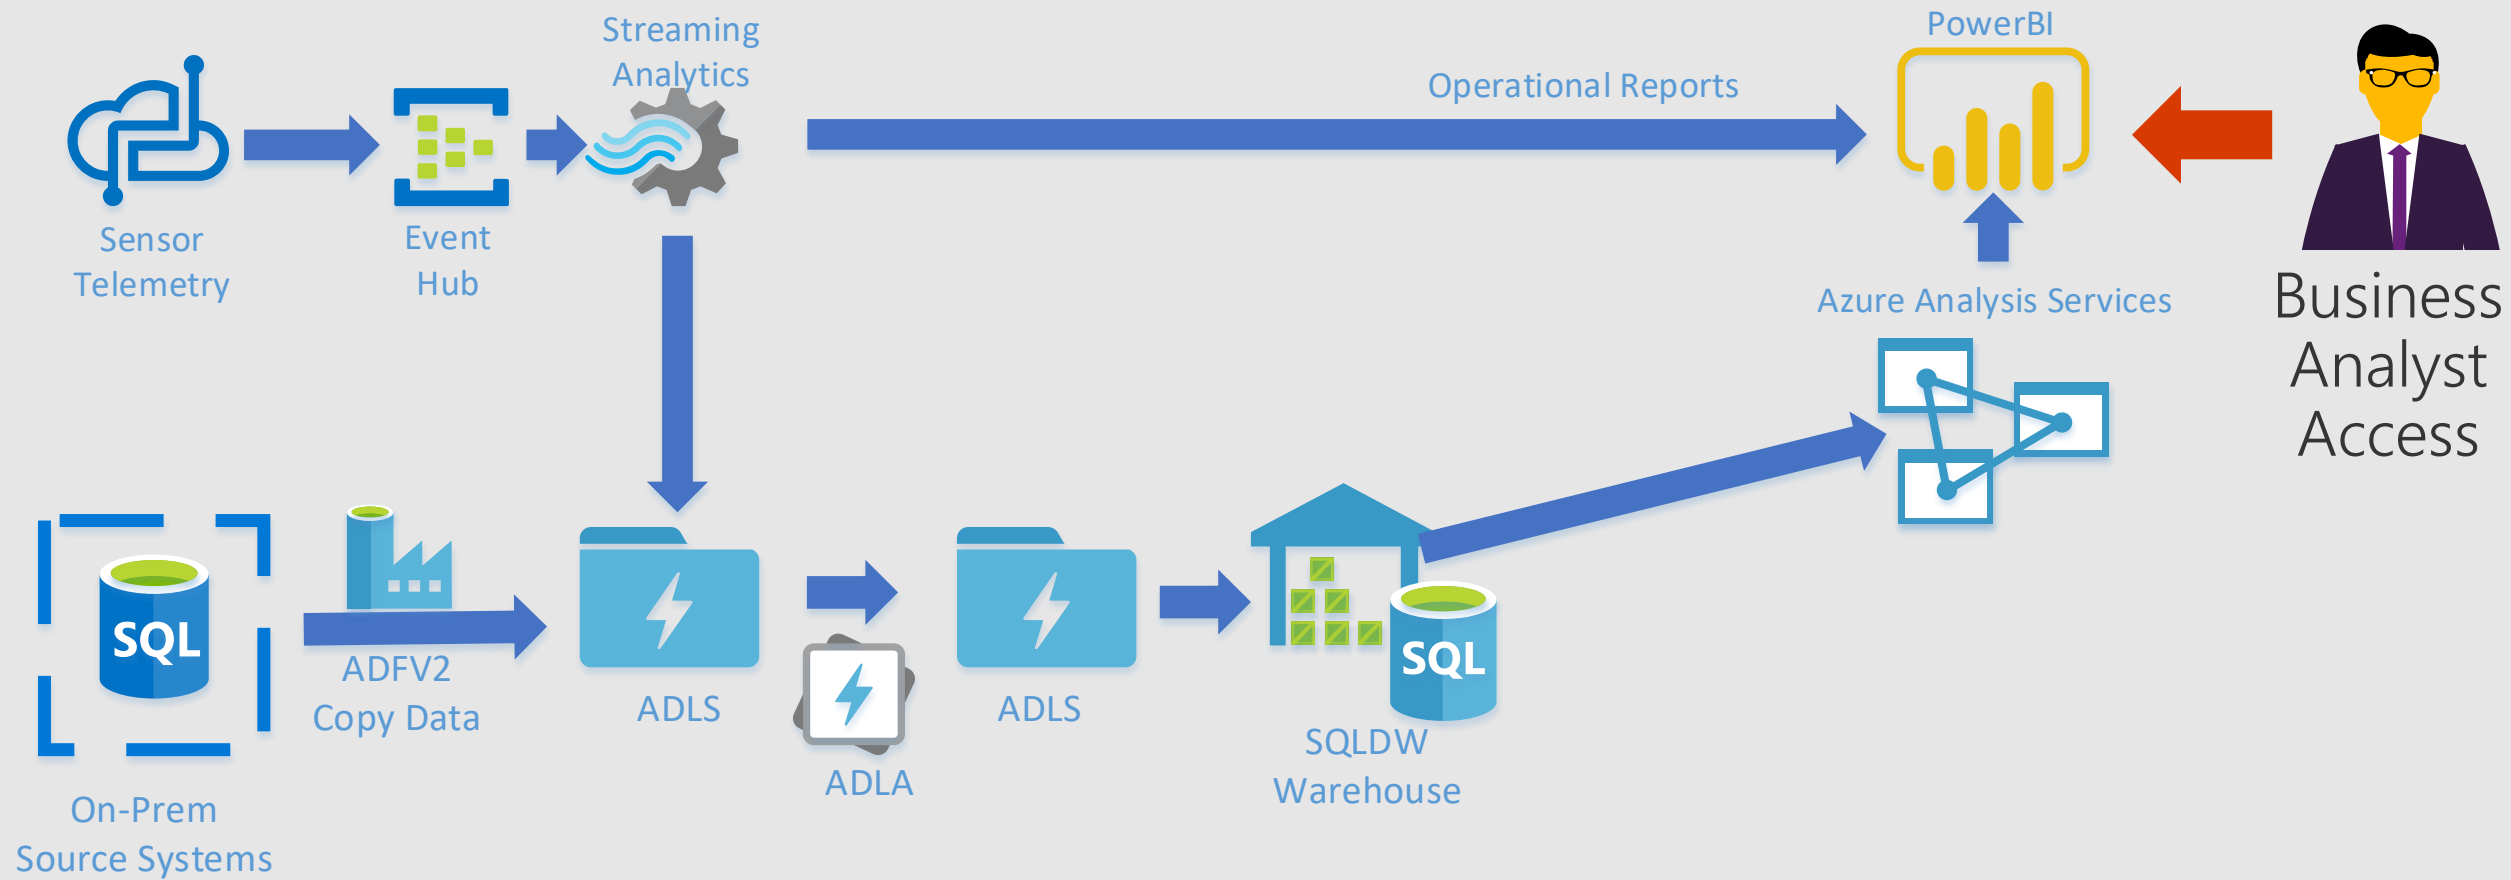 Streaming
Analytics
PowerBI
Operational Reports
Sensor
Telemetry
Event
Hub
Azure Analysis Services
Business
Analyst
Access
SQL
ADFV2
Copy Data
ADLS
ADLA
ADLS
SQL
SQLDW
Warehouse
On-Prem
Source Systems